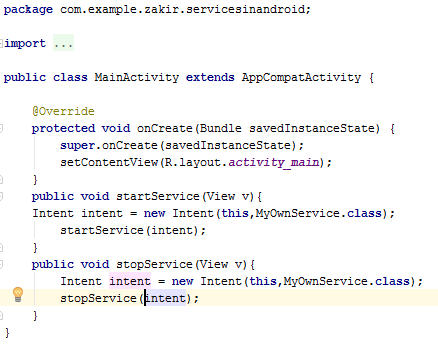 package com.example.zakir.servicesinandroid;
import ...
public class MainActivity extends AppCompatActivity {
@Override
protected void onCreate(Bundle savedInstanceState) {
super.onCreate(savedInstanceState);
setContentView(R.layout.activity_main);
}
public void startService(View v){
Intent intent = new Intent(this,MyOwnService.class);
startService(intent);
}
public void stopService(View v){
Intent intent = new Intent(this,MyOwnService.class);
stopService(intent);
}
}